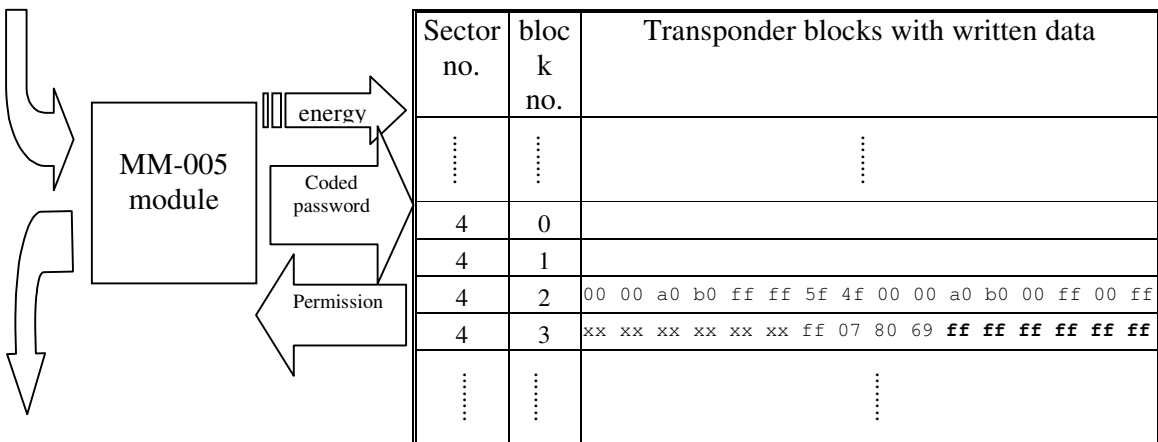 Sector no. bloc k no. Transponder blocks with written data
energy
MM-005
module
Coded
password
Permission
4 0
4 1
4 2 00 00 a0 b0 ff ff 5f 4f 00 00 a0 b0 00 ff 00 ff
4 3 xx xx xx xx xx xx ff 07 80 69 ff ff ff ff ff ff